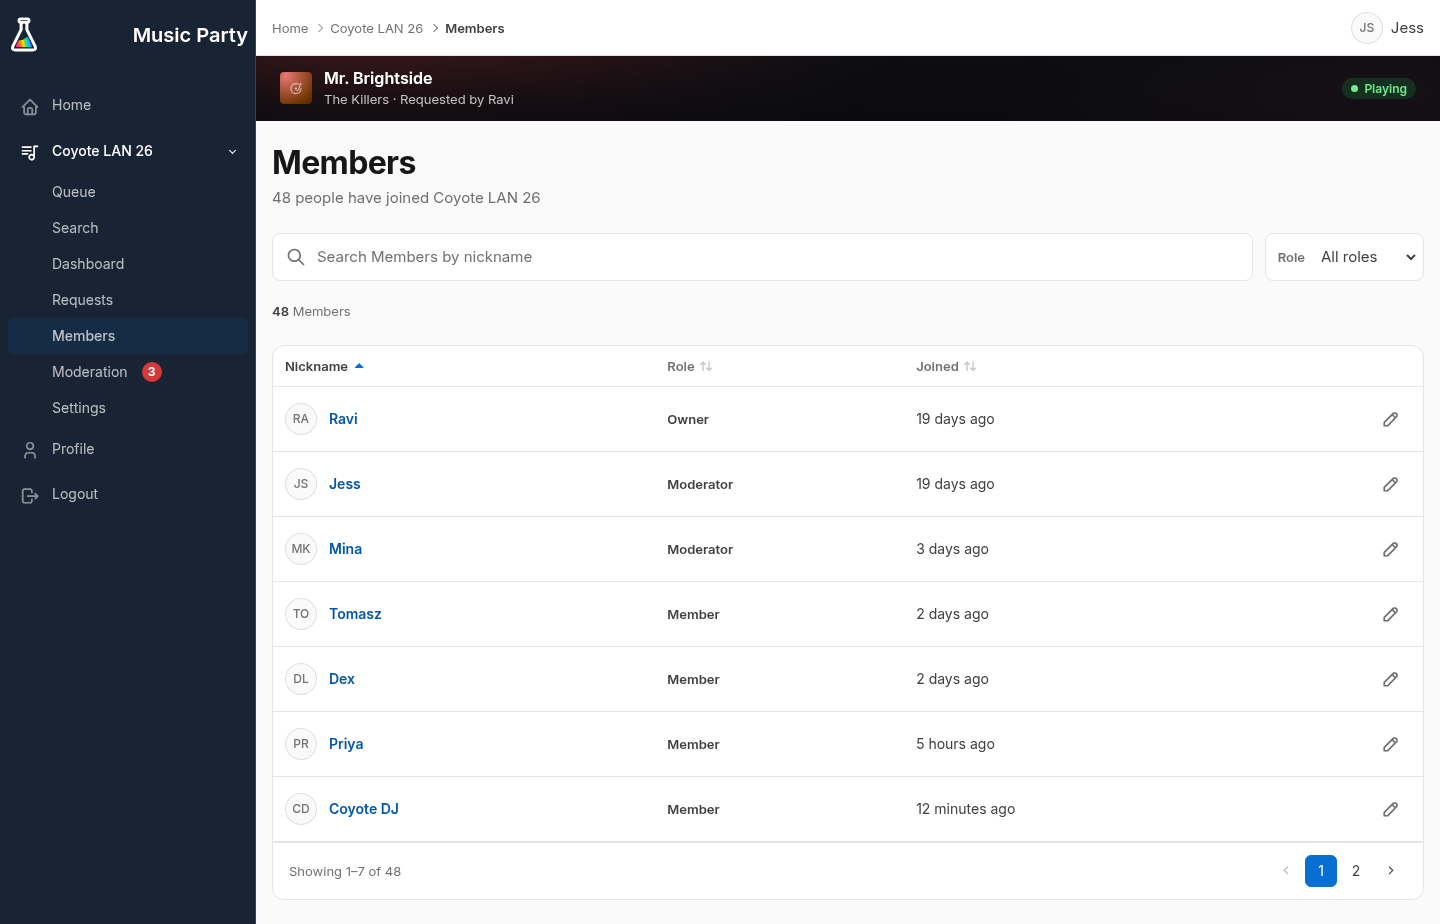 Music Party
Home
Coyote LAN 26
Queue
Search
Dashboard
Requests
Members
Moderation 3
Settings
Profile
Logout
Home Coyote LAN 26 Members
JS Jess
Mr. Brightside
The Killers · Requested by Ravi
Playing
Members
48 people have joined Coyote LAN 26
Search Members by nickname
Role All roles
48 Members
Nickname Role Joined
RA Ravi Owner 19 days ago
JS Jess Moderator 19 days ago
MK Mina Moderator 3 days ago
TO Tomasz Member 2 days ago
DL Dex Member 2 days ago
PR Priya Member 5 hours ago
CD Coyote DJ Member 12 minutes ago
Showing 1–7 of 48
1 2